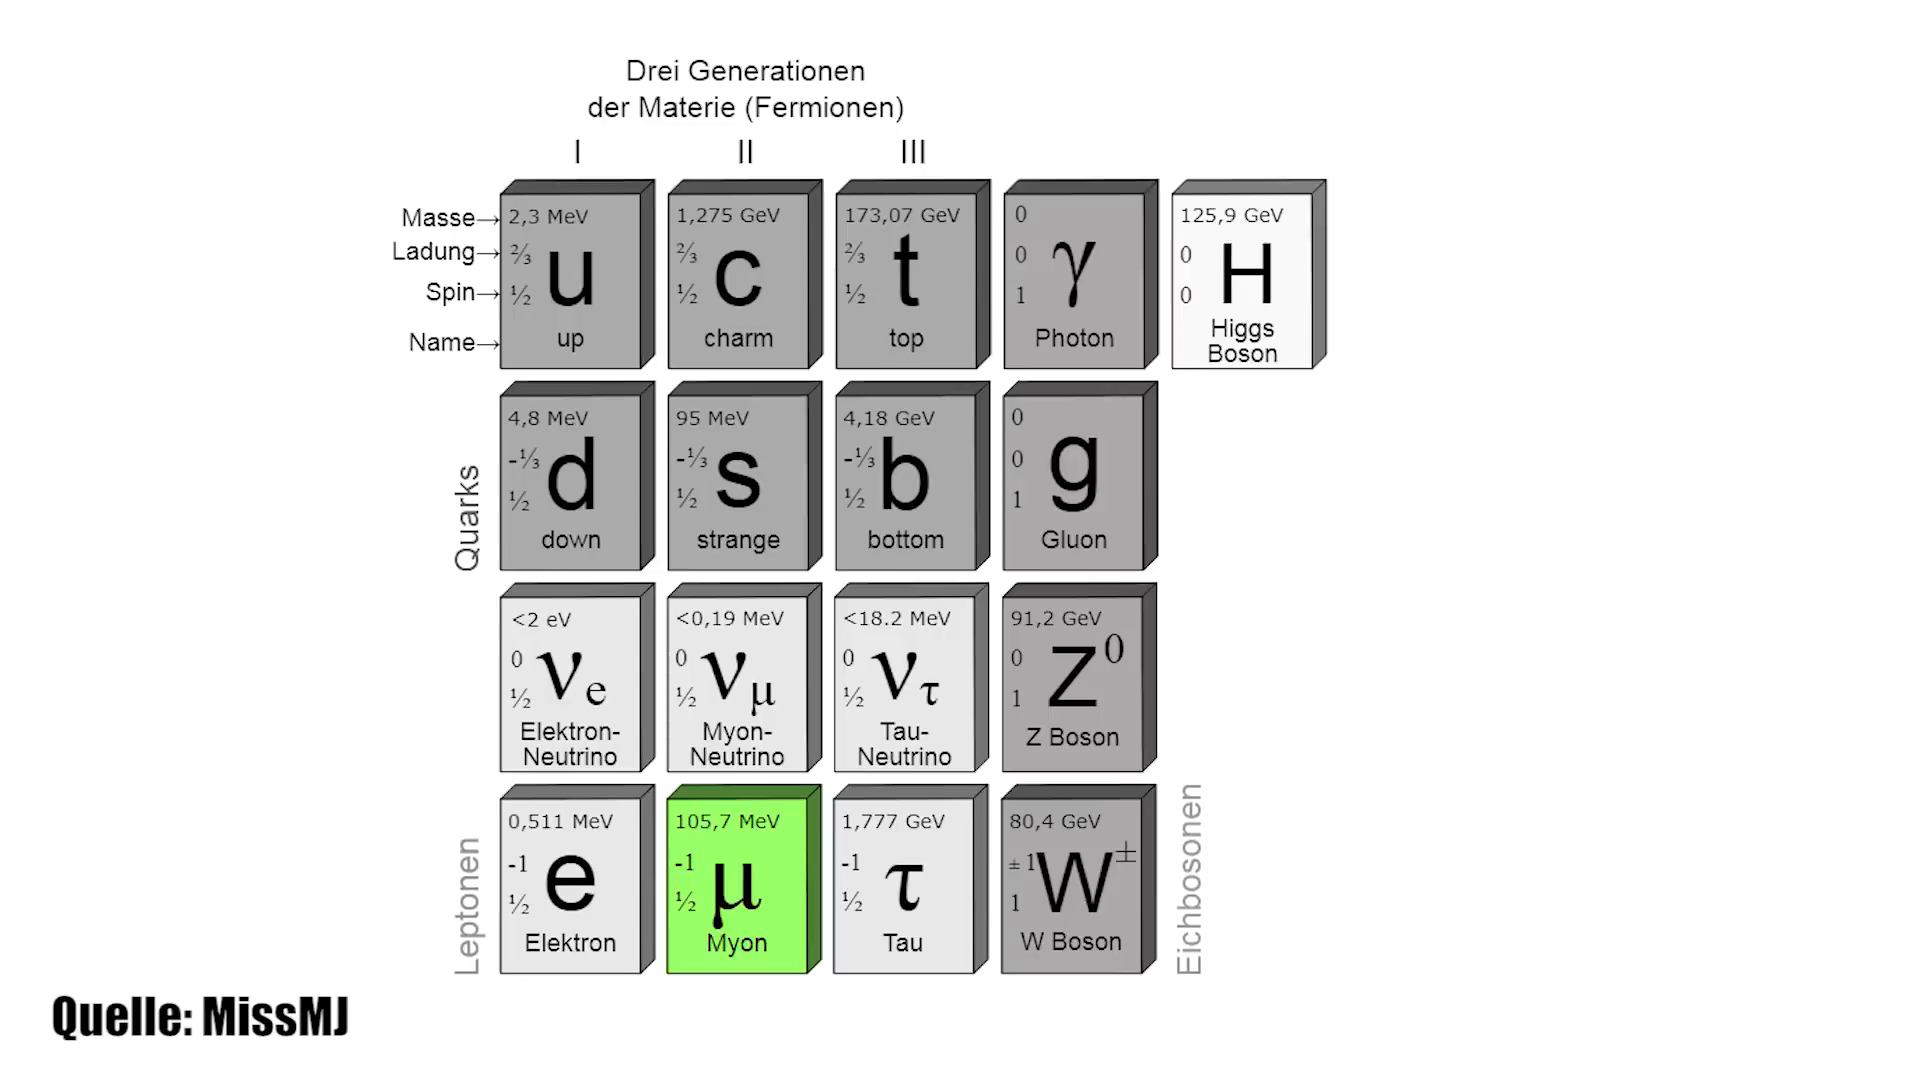 Drei Generationen
der Materie (Fermionen)
I II III
Masse→
Ladung→
Spin→
Name→
2,3 MeV
⅔
½
u
up
1,275 GeV
⅔
½
c
charm
173,07 GeV
⅔
½
t
top
0
0
1
γ
Photon
125,9 GeV
0
0
H
Higgs
Boson
Quarks
4,8 MeV
-⅓
½
d
down
95 MeV
-⅓
½
s
strange
4,18 GeV
-⅓
½
b
bottom
0
0
1
g
Gluon
<2 eV
0
½
νe
Elektron-
Neutrino
<0,19 MeV
0
½
νμ
Myon-
Neutrino
<18.2 MeV
0
½
ντ
Tau-
Neutrino
91,2 GeV
0
1
Z⁰
Z Boson
Leptonen
0,511 MeV
-1
½
e
Elektron
105,7 MeV
-1
½
μ
Myon
1,777 GeV
-1
½
τ
Tau
80,4 GeV
±1
1
W±
W Boson
Eichbosonen
Quelle: MissMJ